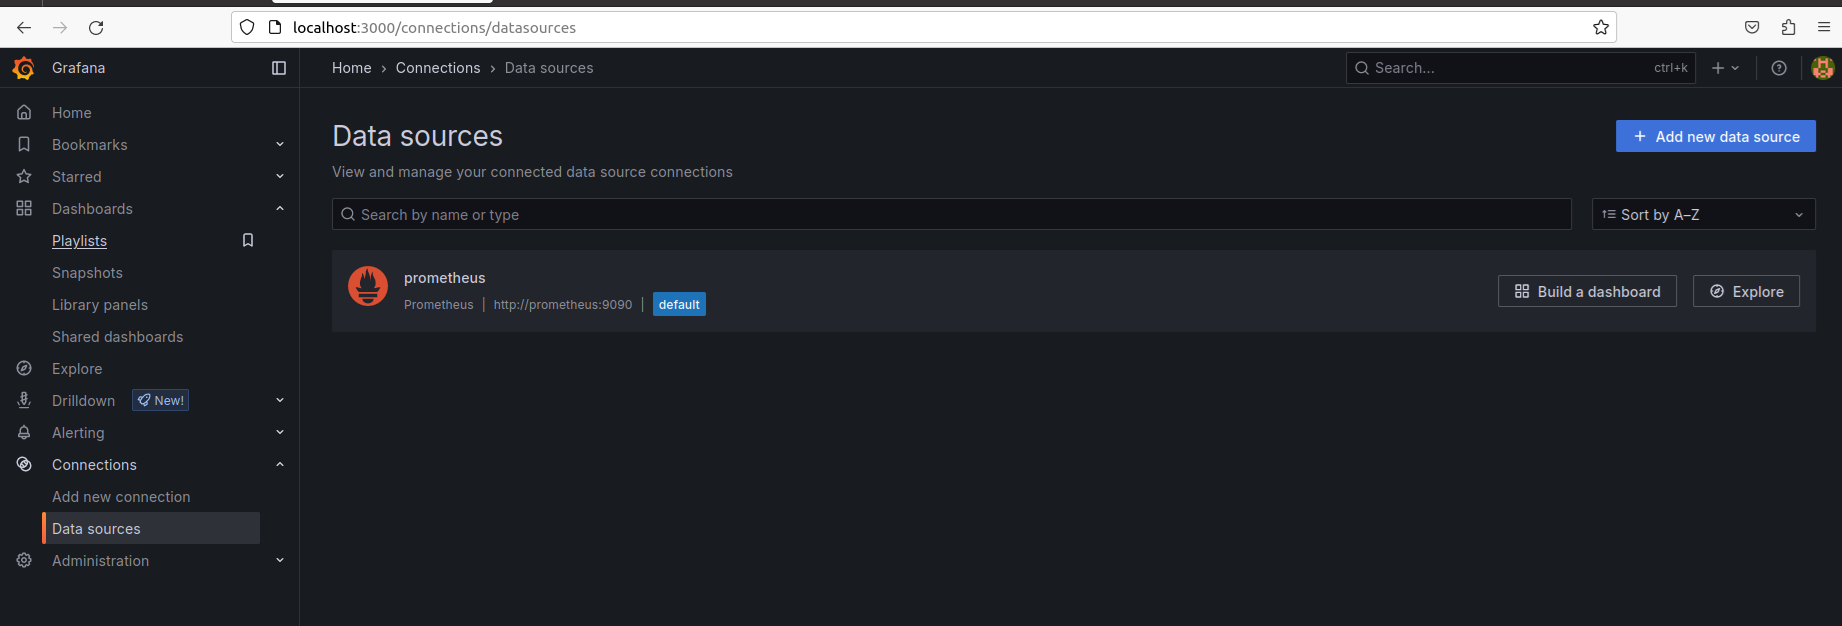 localhost:3000/connections/datasources
Grafana
Home › Connections › Data sources
Search...
ctrl+k
Home
Bookmarks
Starred
Dashboards
Playlists
Snapshots
Library panels
Shared dashboards
Explore
Drilldown
New!
Alerting
Connections
Add new connection
Data sources
Administration
Data sources
Add new data source
View and manage your connected data source connections
Search by name or type
Sort by A–Z
prometheus
Prometheus | http://prometheus:9090 | default
Build a dashboard
Explore